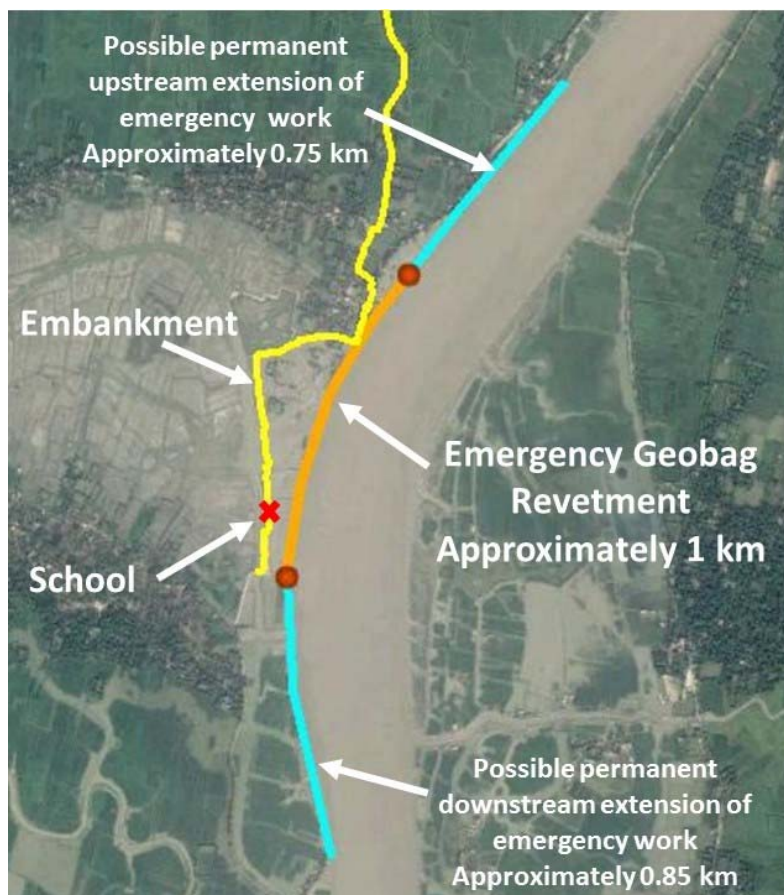 Possible permanent
upstream extension of
emergency work
Approximately 0.75 km
Embankment
Emergency Geobag
Revetment
Approximately 1 km
School
Possible permanent
downstream extension of
emergency work
Approximately 0.85 km